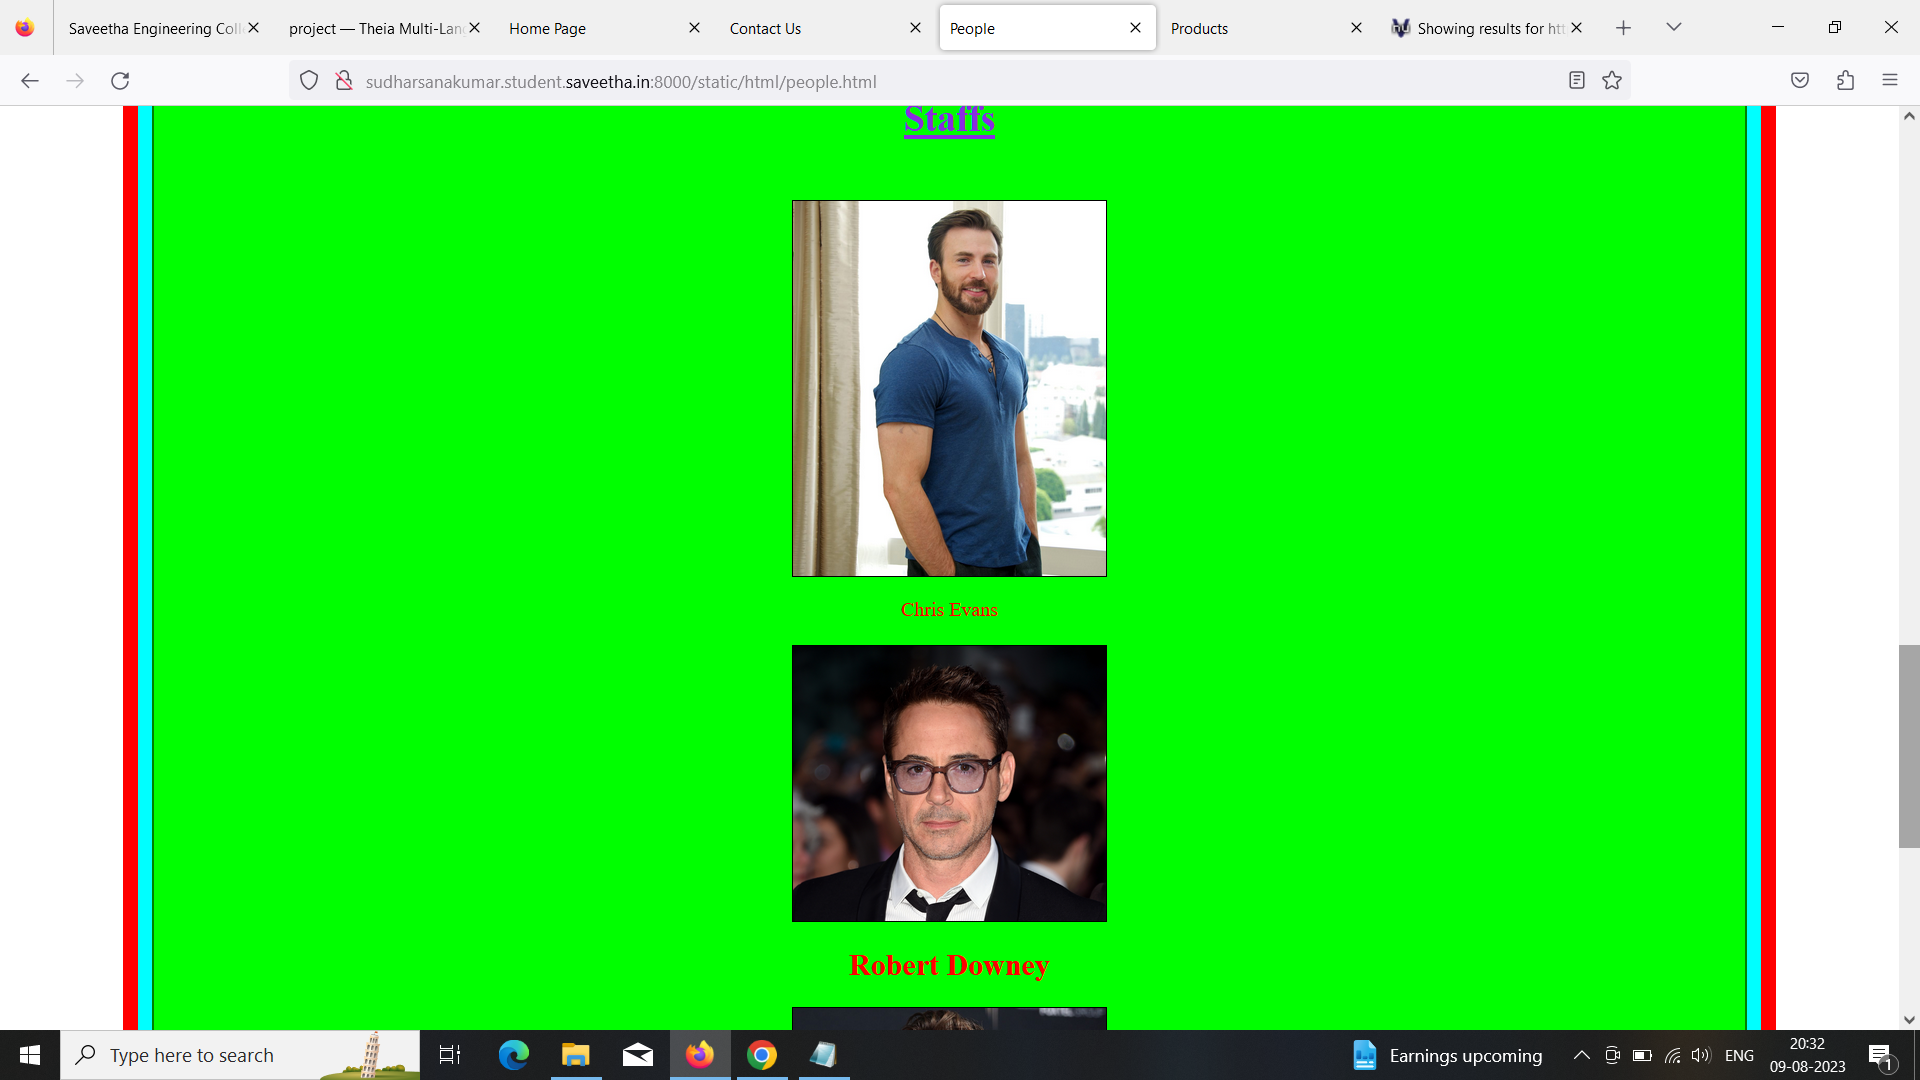 Saveetha Engineering Coll
project — Theia Multi-Lan
Home Page
Contact Us
People
Products
Showing results for htt
sudharsanakumar.student.saveetha.in:8000/static/html/people.html
Staffs
Chris Evans
Robert Downey
Type here to search
Earnings upcoming
ENG
20:32
09-08-2023
1